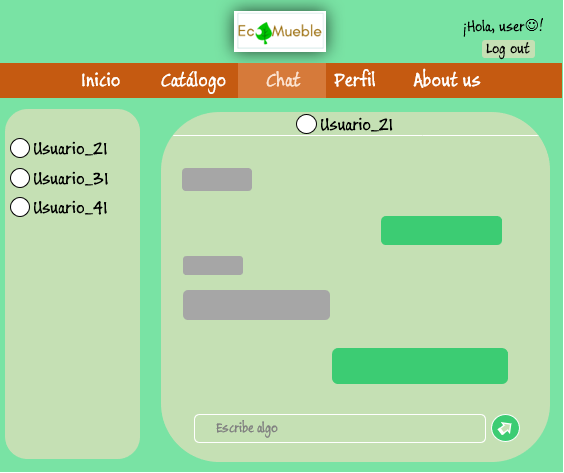 EcoMueble
¡Hola, user☺!
Log out
Inicio Catálogo Chat Perfil About us
Usuario_21
Usuario_31
Usuario_41
Usuario_21
Escribe algo